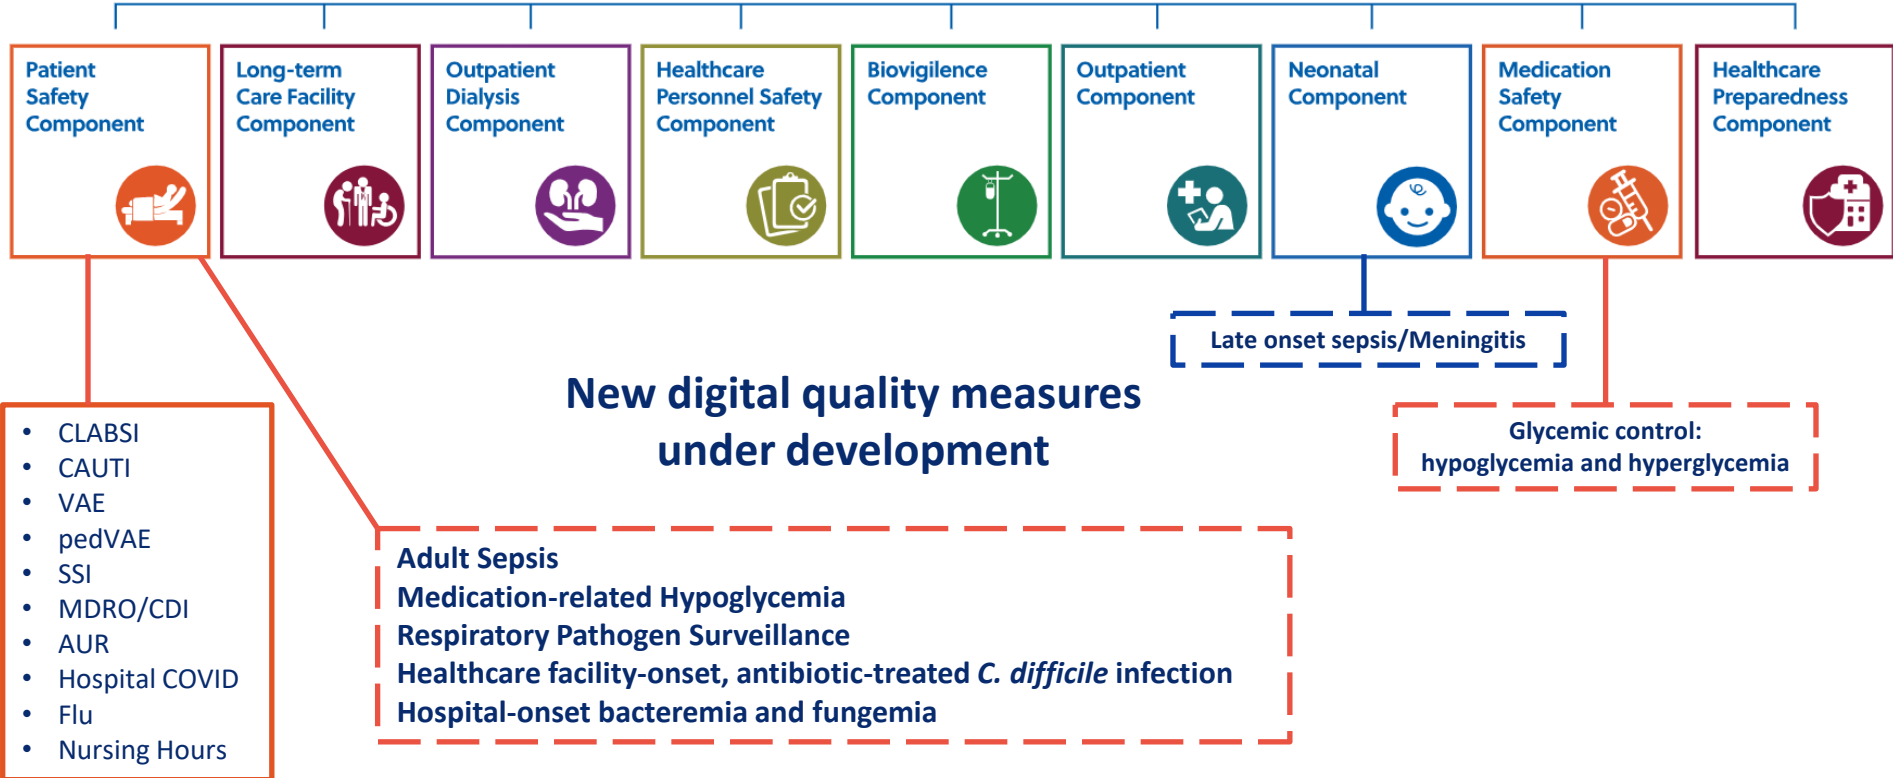 Patient
Safety
Component
Long-term
Care Facility
Component
Outpatient
Dialysis
Component
Healthcare
Personnel Safety
Component
Biovigilence
Component
Outpatient
Component
Neonatal
Component
Medication
Safety
Component
Healthcare
Preparedness
Component
Late onset sepsis/Meningitis
New digital quality measures
under development
Glycemic control:
hypoglycemia and hyperglycemia
• CLABSI
• CAUTI
• VAE
• pedVAE
• SSI
• MDRO/CDI
• AUR
• Hospital COVID
• Flu
• Nursing Hours
Adult Sepsis
Medication-related Hypoglycemia
Respiratory Pathogen Surveillance
Healthcare facility-onset, antibiotic-treated C. difficile infection
Hospital-onset bacteremia and fungemia